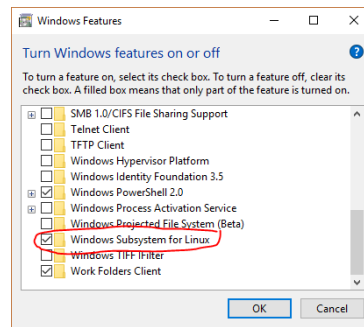 Windows Features
Turn Windows features on or off
To turn a feature on, select its check box. To turn a feature off, clear its
check box. A filled box means that only part of the feature is turned on.
SMB 1.0/CIFS File Sharing Support
Telnet Client
TFTP Client
Windows Hypervisor Platform
Windows Identity Foundation 3.5
Windows PowerShell 2.0
Windows Process Activation Service
Windows Projected File System (Beta)
Windows Subsystem for Linux
Windows TIFF IFilter
Work Folders Client
OK Cancel